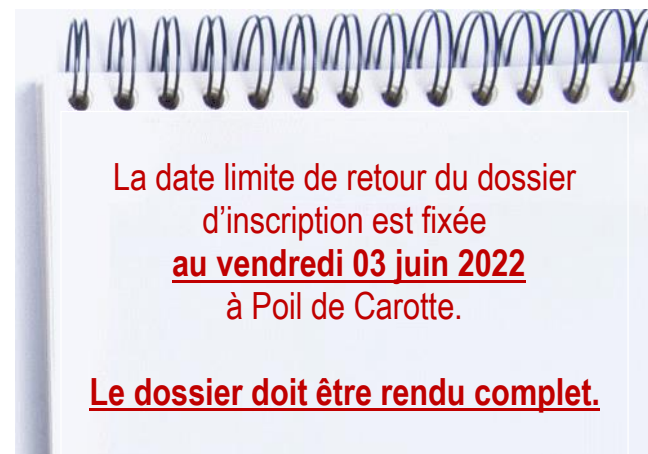 La date limite de retour du dossier
d’inscription est fixée
au vendredi 03 juin 2022
à Poil de Carotte.
Le dossier doit être rendu complet.